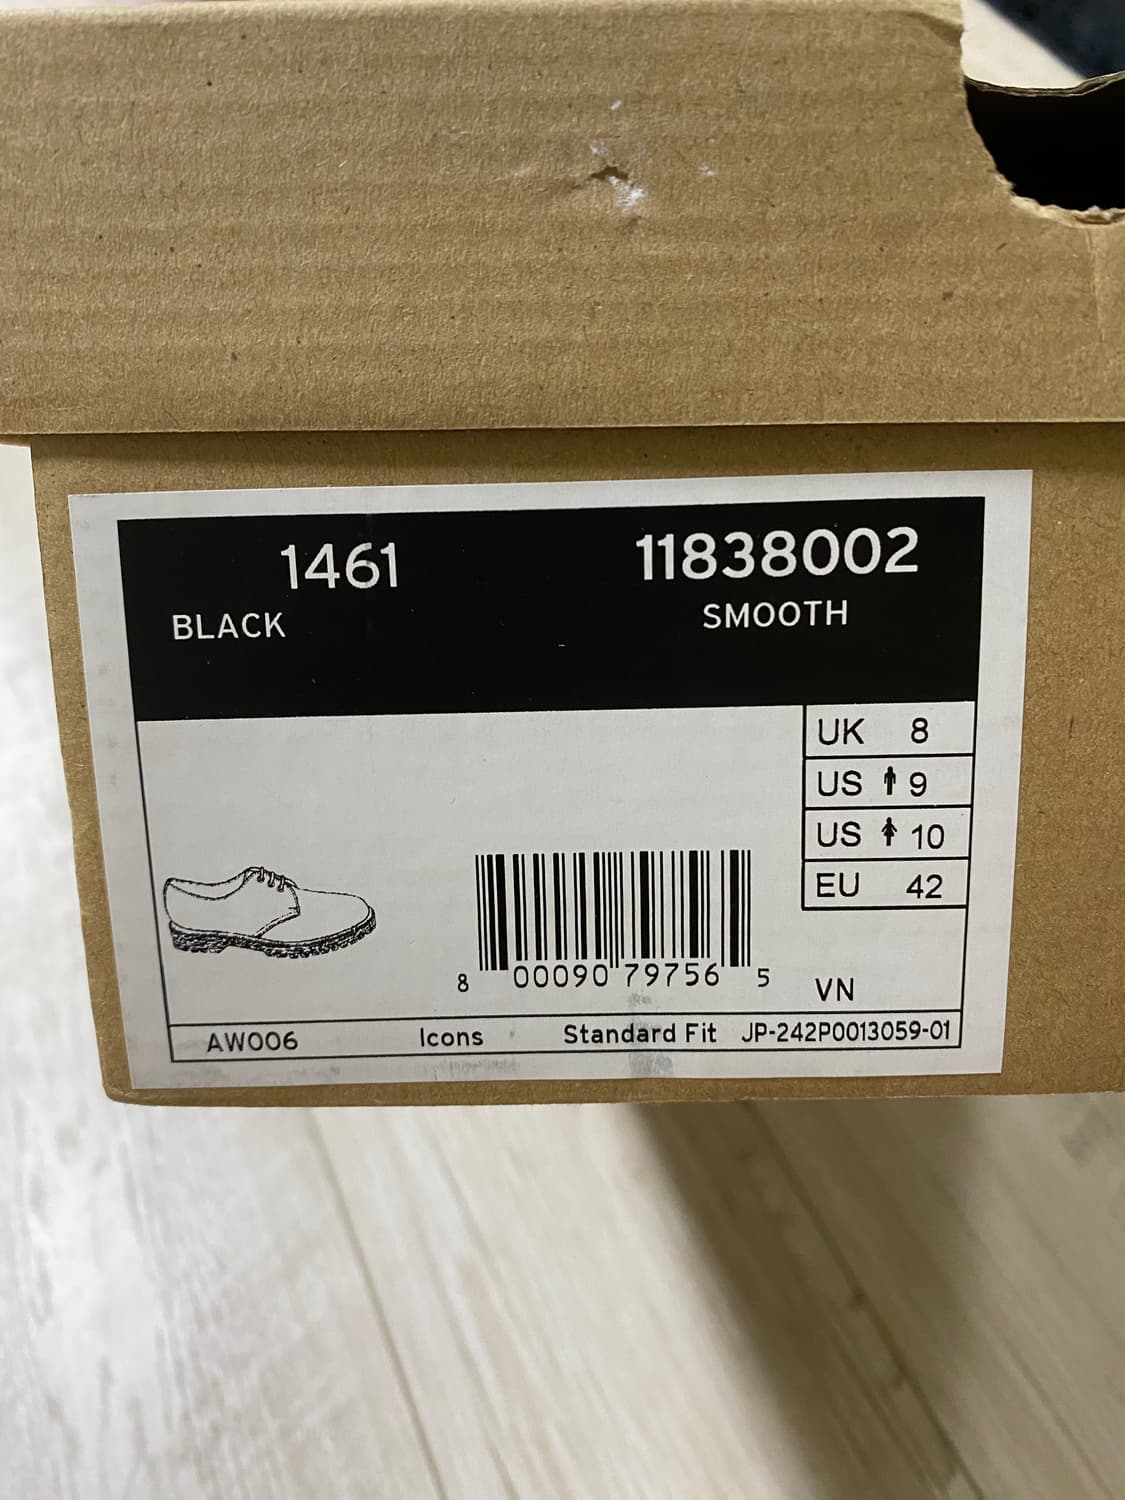 1461 11838002
BLACK SMOOTH
UK 8
US 9
US 10
EU 42
8 00090 79756 5
VN
AW006 Icons Standard Fit JP-242P0013059-01